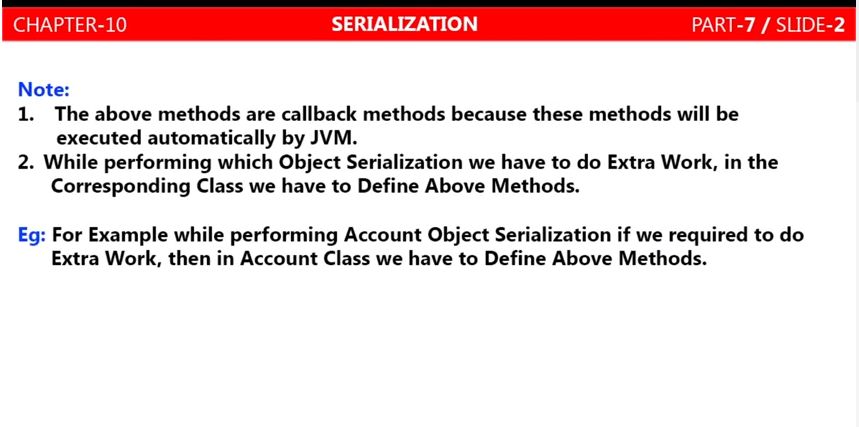 CHAPTER-10 SERIALIZATION PART-7 / SLIDE-2
Note:
1. The above methods are callback methods because these methods will be
executed automatically by JVM.
2. While performing which Object Serialization we have to do Extra Work, in the
Corresponding Class we have to Define Above Methods.
Eg: For Example while performing Account Object Serialization if we required to do
Extra Work, then in Account Class we have to Define Above Methods.